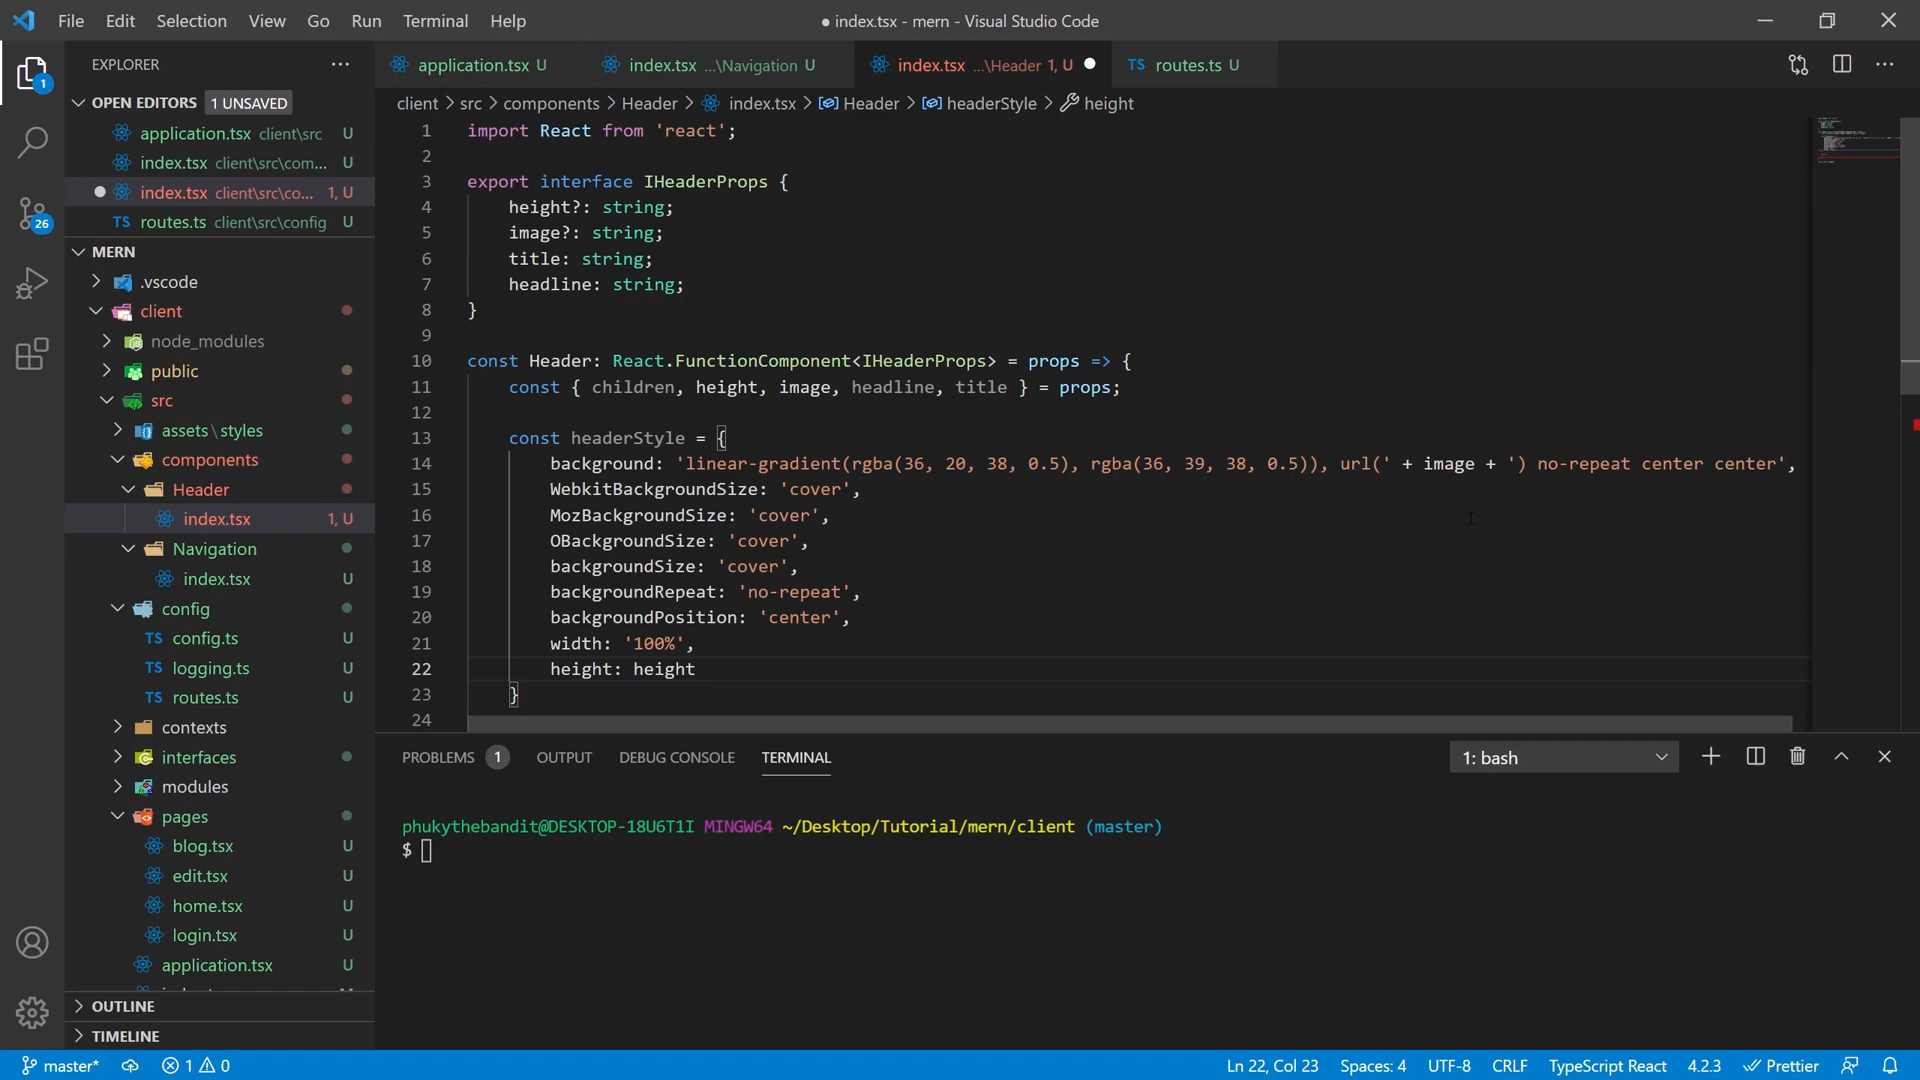 File Edit Selection View Go Run Terminal Help
● index.tsx - mern - Visual Studio Code
EXPLORER
OPEN EDITORS 1 UNSAVED
application.tsx client\src U
index.tsx client\src\com... U
index.tsx client\src\co... 1, U
routes.ts client\src\config U
MERN
.vscode
client
node_modules
public
src
assets\styles
components
Header
index.tsx 1, U
Navigation
index.tsx U
config
TS config.ts U
TS logging.ts U
TS routes.ts U
contexts
interfaces
modules
pages
blog.tsx U
edit.tsx U
home.tsx U
login.tsx U
application.tsx U
OUTLINE
TIMELINE
1
26
application.tsx U
index.tsx ...\Navigation U
index.tsx ...\Header 1, U
TS routes.ts U
client > src > components > Header > index.tsx > Header > headerStyle > height
1 import React from 'react';
2
3 export interface IHeaderProps {
4 height?: string;
5 image?: string;
6 title: string;
7 headline: string;
8 }
9
10 const Header: React.FunctionComponent<IHeaderProps> = props => {
11 const { children, height, image, headline, title } = props;
12
13 const headerStyle = {
14 background: 'linear-gradient(rgba(36, 20, 38, 0.5), rgba(36, 39, 38, 0.5)), url(' + image + ') no-repeat center center',
15 WebkitBackgroundSize: 'cover',
16 MozBackgroundSize: 'cover',
17 OBackgroundSize: 'cover',
18 backgroundSize: 'cover',
19 backgroundRepeat: 'no-repeat',
20 backgroundPosition: 'center',
21 width: '100%',
22 height: height
23 }
24
PROBLEMS 1 OUTPUT DEBUG CONSOLE TERMINAL
1: bash
phukythebandit@DESKTOP-18U6T1I MINGW64 ~/Desktop/Tutorial/mern/client (master)
$
master* 1 0
Ln 22, Col 23 Spaces: 4 UTF-8 CRLF TypeScript React 4.2.3 Prettier